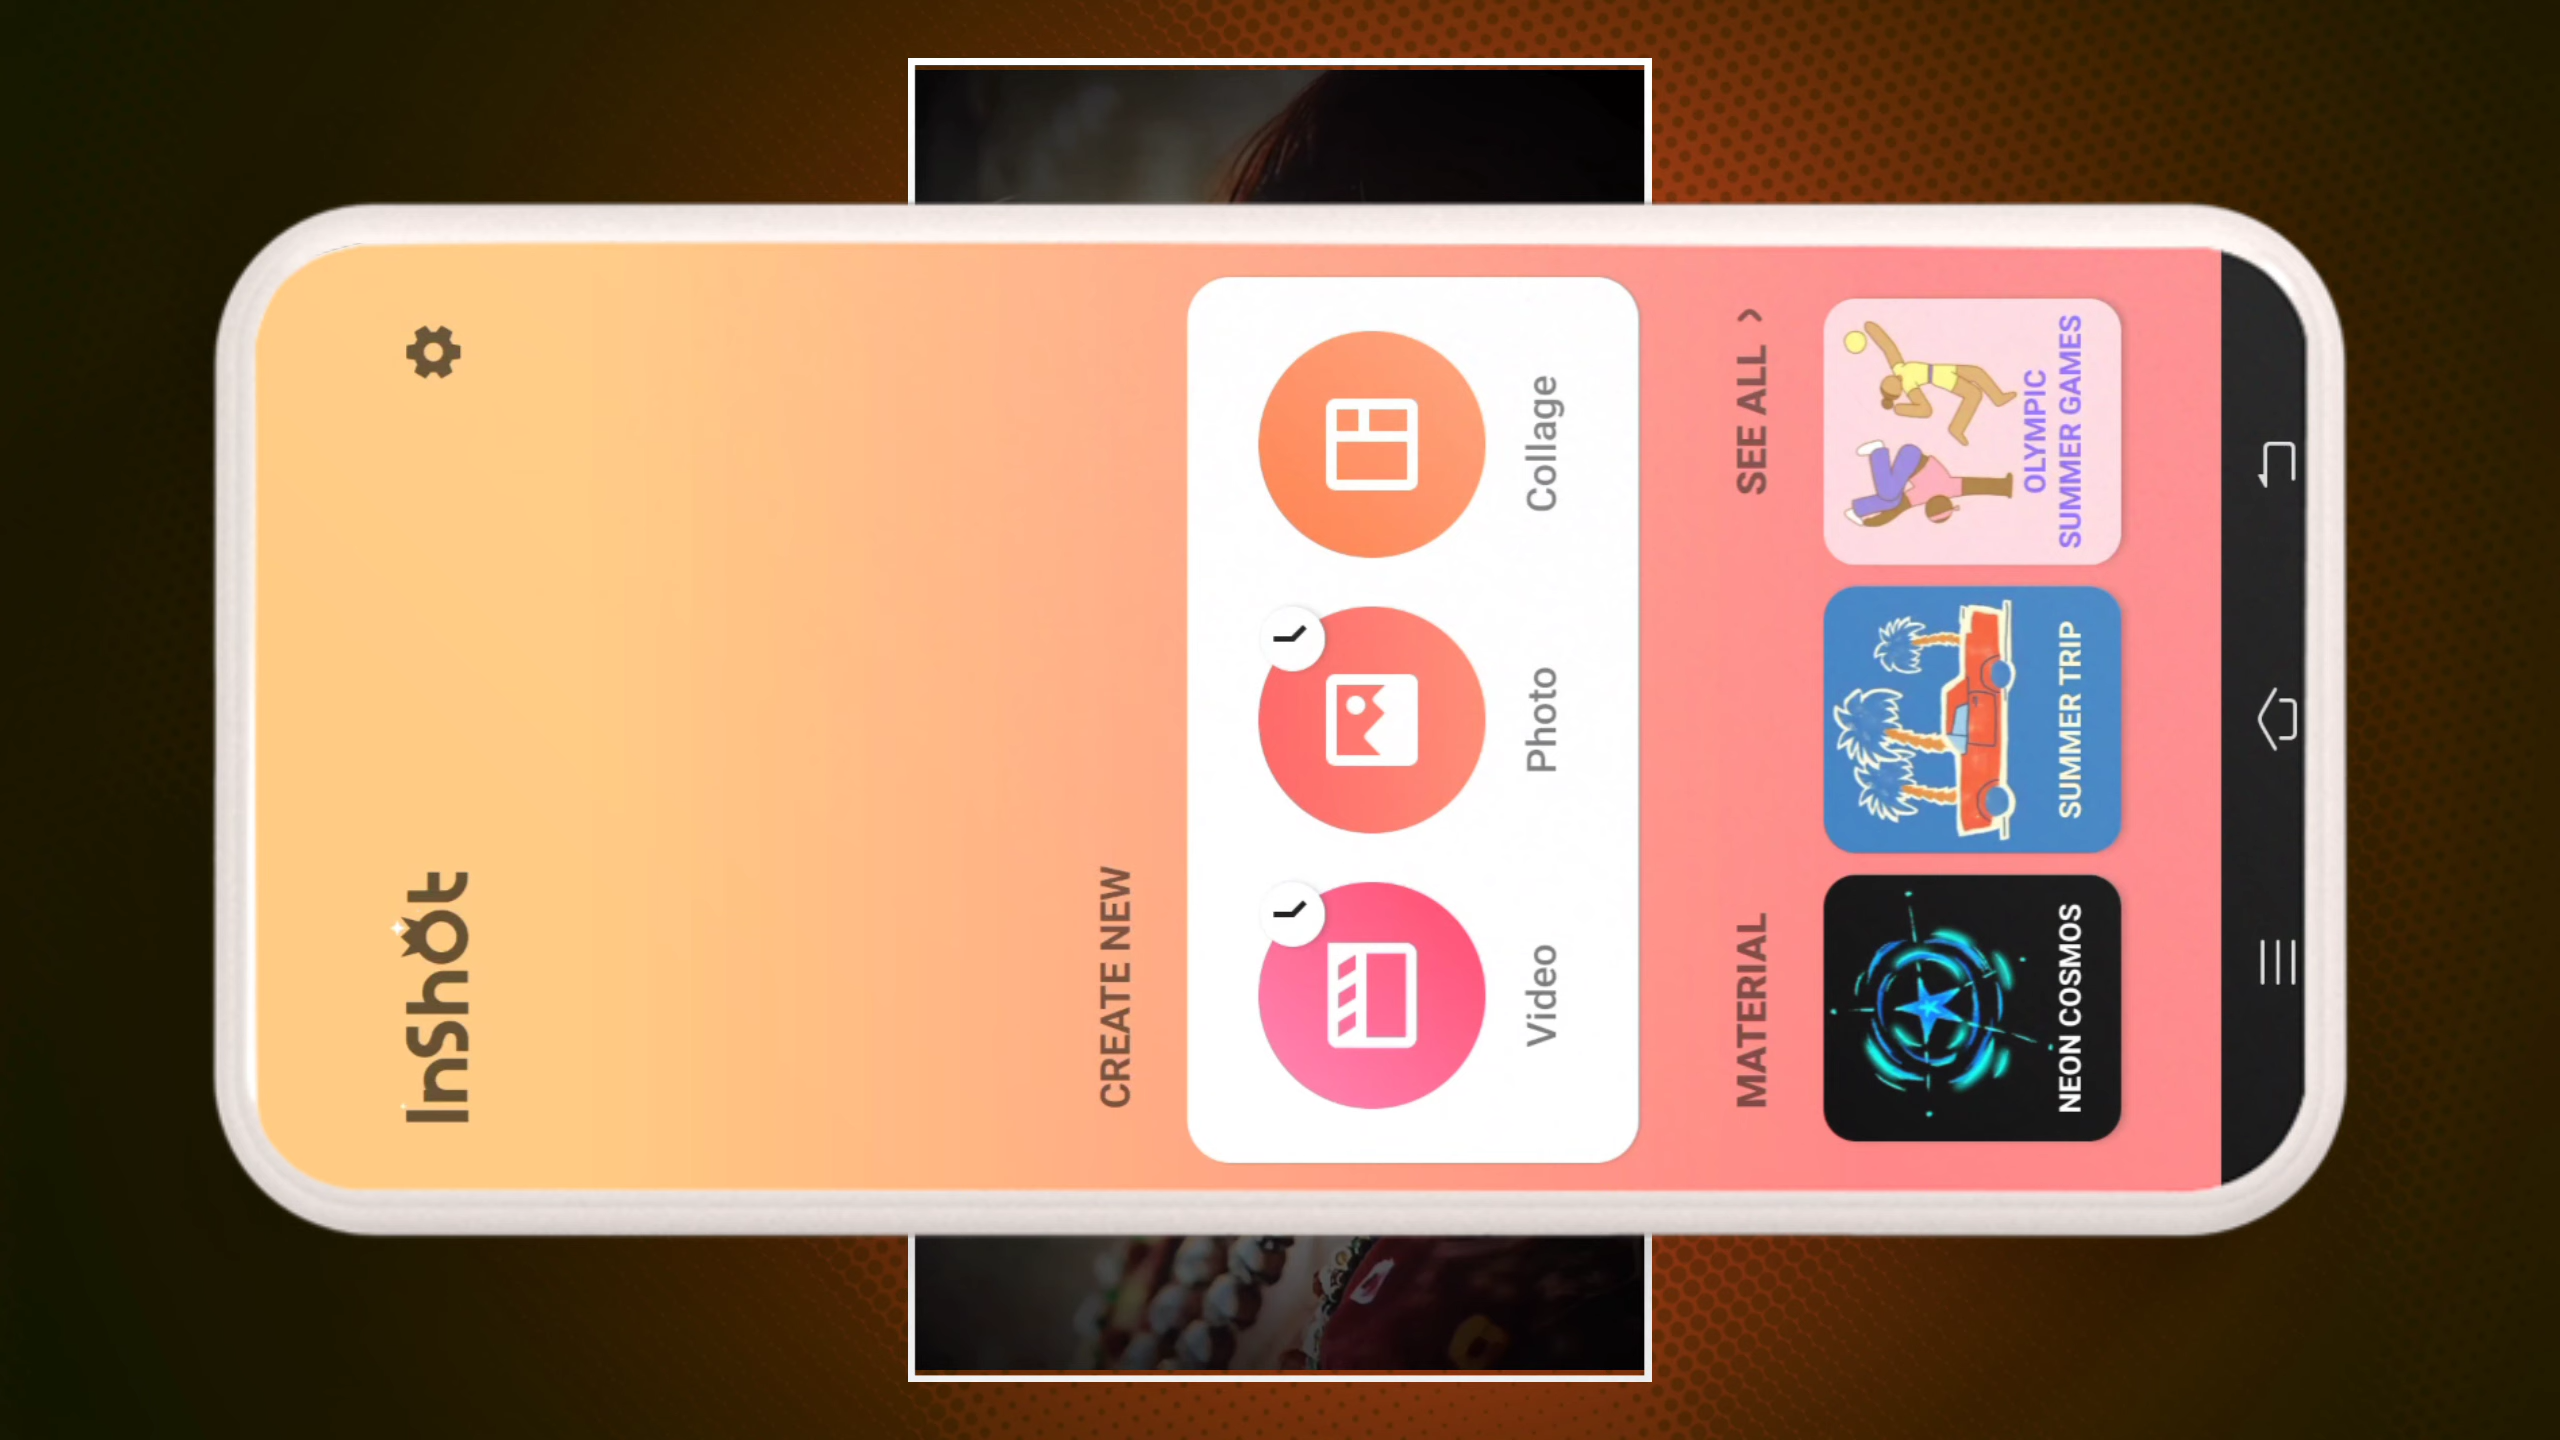 InShot
CREATE NEW
Video
Photo
Collage
MATERIAL
SEE ALL >
NEON COSMOS
SUMMER TRIP
OLYMPIC
SUMMER GAMES